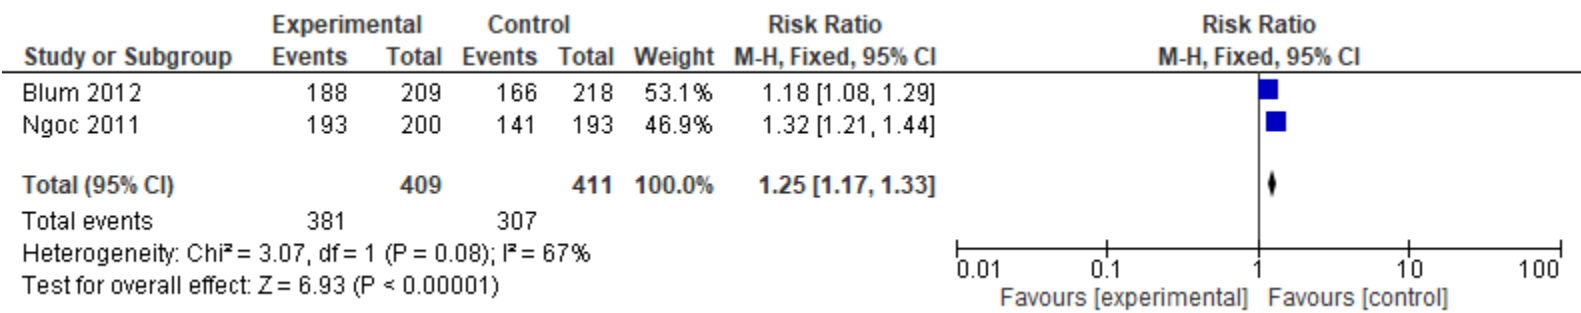 Experimental Control Risk Ratio Risk Ratio
Study or Subgroup Events Total Events Total Weight M-H, Fixed, 95% CI M-H, Fixed, 95% CI
Blum 2012 188 209 166 218 53.1% 1.18 [1.08, 1.29]
Ngoc 2011 193 200 141 193 46.9% 1.32 [1.21, 1.44]
Total (95% CI) 409 411 100.0% 1.25 [1.17, 1.33]
Total events 381 307
Heterogeneity: Chi² = 3.07, df = 1 (P = 0.08); I² = 67%
Test for overall effect: Z = 6.93 (P < 0.00001)
0.01 0.1 1 10 100
Favours [experimental] Favours [control]